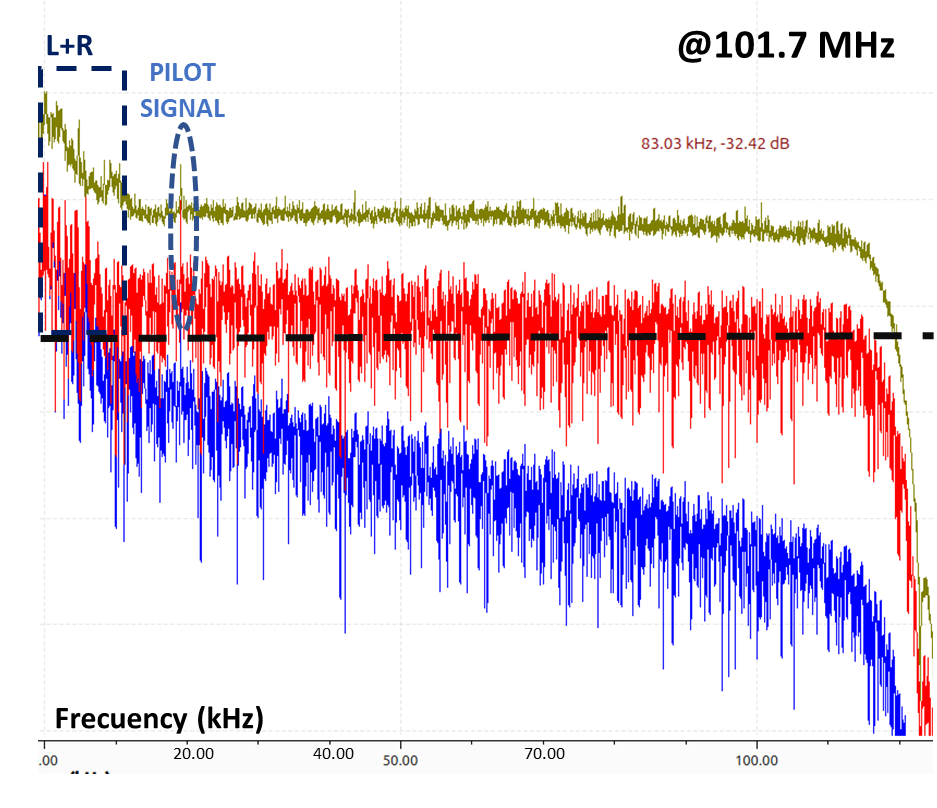 L+R
@101.7 MHz
PILOT
SIGNAL
83.03 kHz, -32.42 dB
Frecuency (kHz)
.00
20.00
40.00
50.00
70.00
100.00